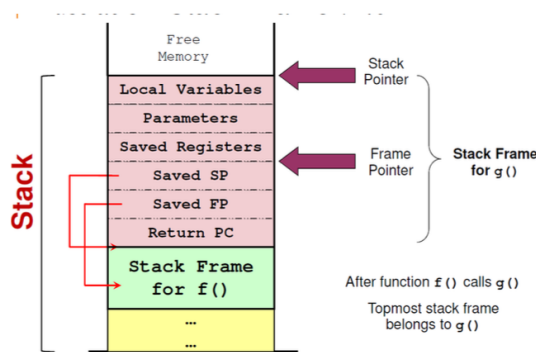 Free
Memory
Local Variables
Parameters
Saved Registers
Saved SP
Saved FP
Return PC
Stack Frame
for f()
...
...
Stack
Stack
Pointer
Frame
Pointer
Stack Frame
for g()
After function f() calls g()
Topmost stack frame
belongs to g()